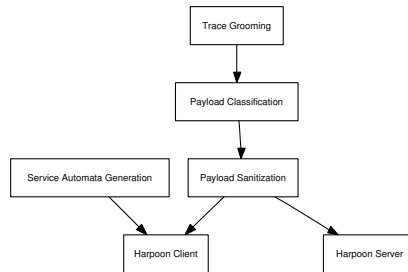 Trace Grooming
Payload Classification
Service Automata Generation
Payload Sanitization
Harpoon Client
Harpoon Server